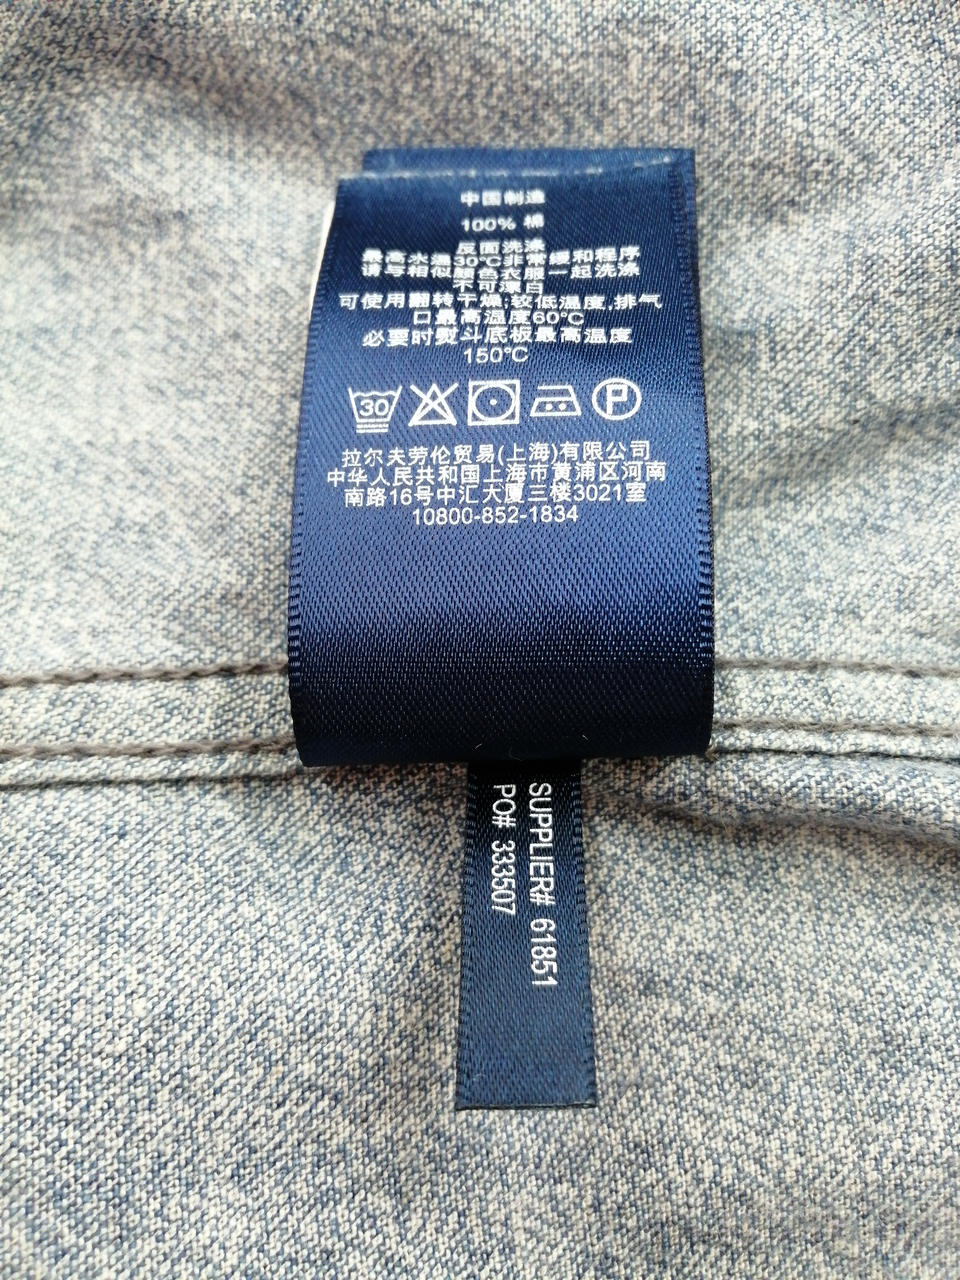 中国制造
100% 棉
反面洗涤
最高水温30℃非常缓和程序
请与相似颜色衣服一起洗涤
不可漂白
可使用翻转干燥;较低温度,排气
口最高温度60℃
必要时熨斗底板最高温度
150℃
30
P
拉尔夫劳伦贸易(上海)有限公司
中华人民共和国上海市黄浦区河南
南路16号中汇大厦三楼3021室
10800-852-1834
SUPPLIER# 61851
PO# 333507